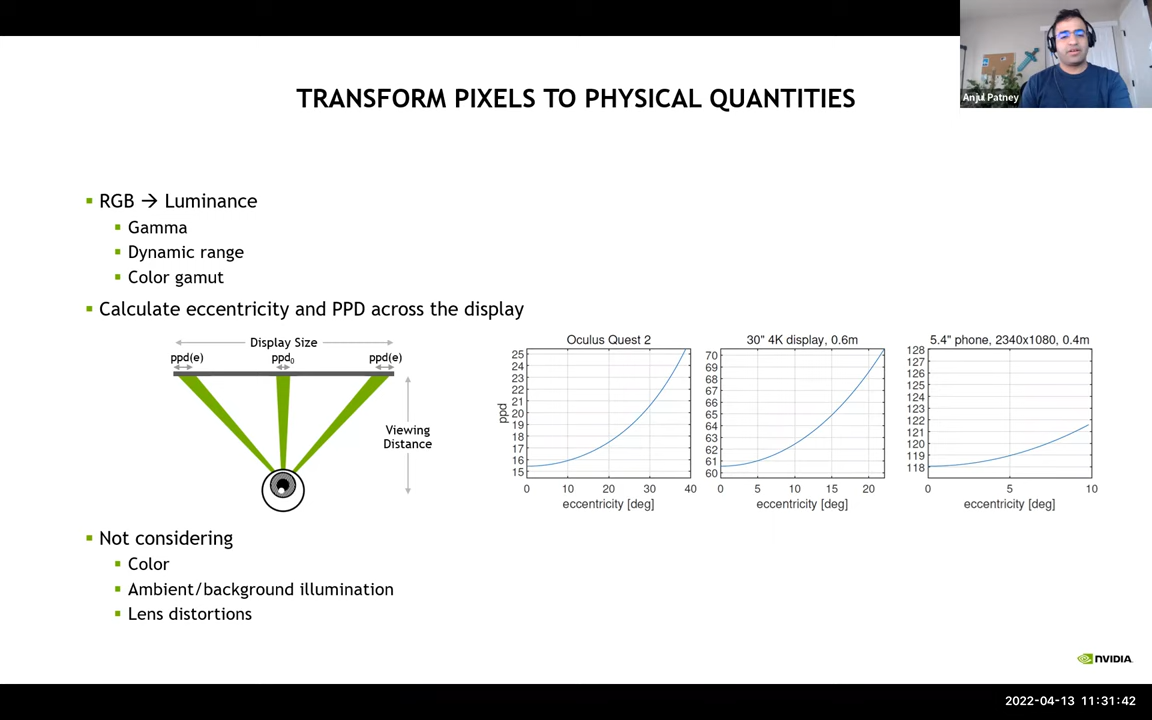 Anjul Patney
TRANSFORM PIXELS TO PHYSICAL QUANTITIES
▪ RGB → Luminance
▪ Gamma
▪ Dynamic range
▪ Color gamut
▪ Calculate eccentricity and PPD across the display
Display Size
ppd(e) ppd₀ ppd(e)
Viewing
Distance
Oculus Quest 2
25
24
23
22
21
20
19
18
17
16
15
ppd
0 10 20 30 40
eccentricity [deg]
30" 4K display, 0.6m
70
69
68
67
66
65
64
63
62
61
60
0 5 10 15 20
eccentricity [deg]
5.4" phone, 2340x1080, 0.4m
128
127
126
125
124
123
122
121
120
119
118
0 5 10
eccentricity [deg]
▪ Not considering
▪ Color
▪ Ambient/background illumination
▪ Lens distortions
NVIDIA.
2022-04-13 11:31:42